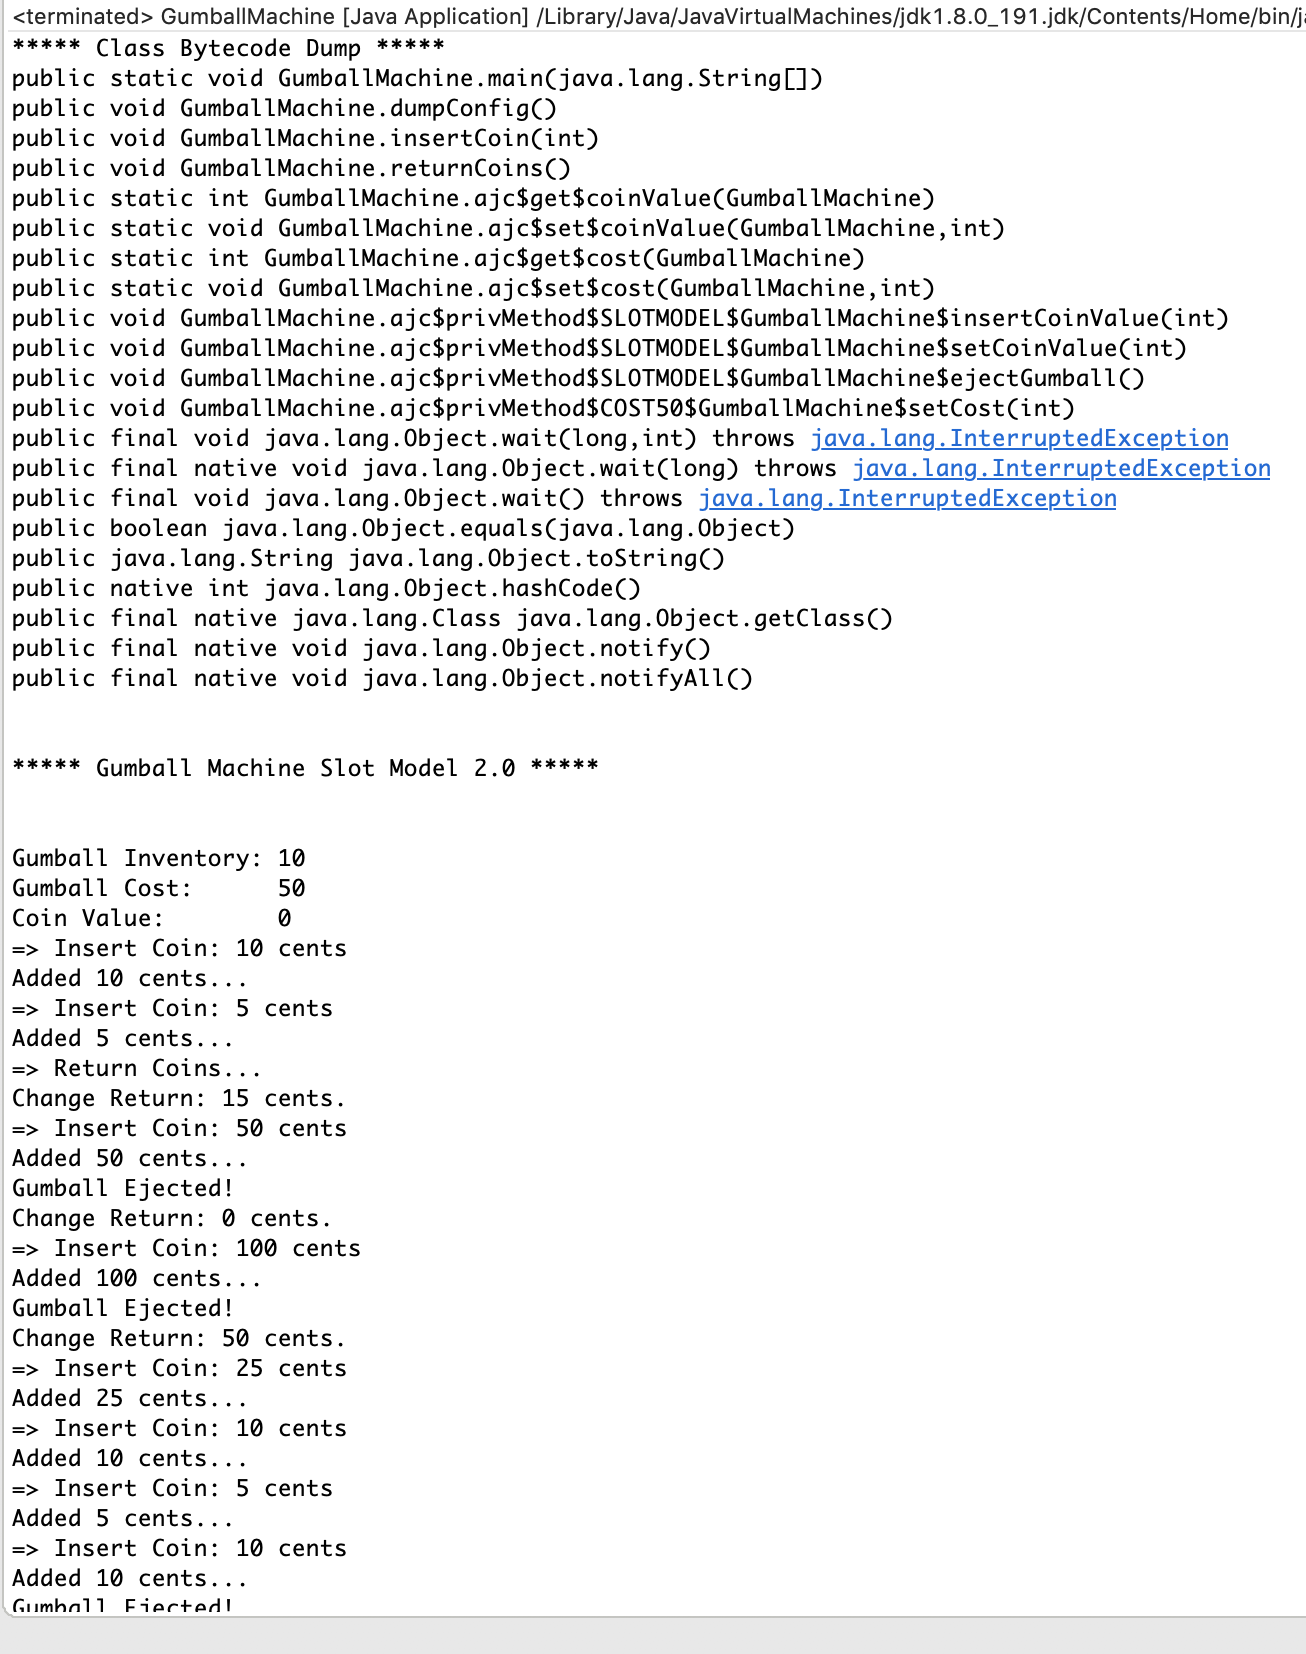 <terminated> GumballMachine [Java Application] /Library/Java/JavaVirtualMachines/jdk1.8.0_191.jdk/Contents/Home/bin/ja
***** Class Bytecode Dump *****
public static void GumballMachine.main(java.lang.String[])
public void GumballMachine.dumpConfig()
public void GumballMachine.insertCoin(int)
public void GumballMachine.returnCoins()
public static int GumballMachine.ajc$get$coinValue(GumballMachine)
public static void GumballMachine.ajc$set$coinValue(GumballMachine,int)
public static int GumballMachine.ajc$get$cost(GumballMachine)
public static void GumballMachine.ajc$set$cost(GumballMachine,int)
public void GumballMachine.ajc$privMethod$SLOTMODEL$GumballMachine$insertCoinValue(int)
public void GumballMachine.ajc$privMethod$SLOTMODEL$GumballMachine$setCoinValue(int)
public void GumballMachine.ajc$privMethod$SLOTMODEL$GumballMachine$ejectGumball()
public void GumballMachine.ajc$privMethod$COST50$GumballMachine$setCost(int)
public final void java.lang.Object.wait(long,int) throws java.lang.InterruptedException
public final native void java.lang.Object.wait(long) throws java.lang.InterruptedException
public final void java.lang.Object.wait() throws java.lang.InterruptedException
public boolean java.lang.Object.equals(java.lang.Object)
public java.lang.String java.lang.Object.toString()
public native int java.lang.Object.hashCode()
public final native java.lang.Class java.lang.Object.getClass()
public final native void java.lang.Object.notify()
public final native void java.lang.Object.notifyAll()
***** Gumball Machine Slot Model 2.0 *****
Gumball Inventory: 10
Gumball Cost: 50
Coin Value: 0
=> Insert Coin: 10 cents
Added 10 cents...
=> Insert Coin: 5 cents
Added 5 cents...
=> Return Coins...
Change Return: 15 cents.
=> Insert Coin: 50 cents
Added 50 cents...
Gumball Ejected!
Change Return: 0 cents.
=> Insert Coin: 100 cents
Added 100 cents...
Gumball Ejected!
Change Return: 50 cents.
=> Insert Coin: 25 cents
Added 25 cents...
=> Insert Coin: 10 cents
Added 10 cents...
=> Insert Coin: 5 cents
Added 5 cents...
=> Insert Coin: 10 cents
Added 10 cents...
Gumball Ejected!